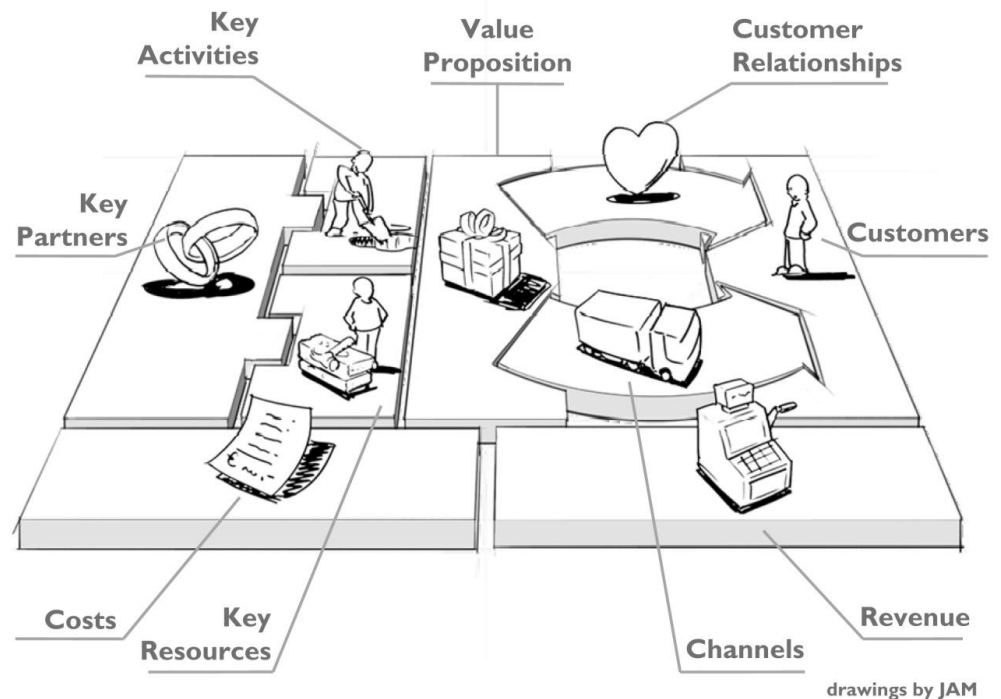 Key
Activities
Value
Proposition
Customer
Relationships
Key
Partners
Customers
Costs
Key
Resources
Channels
Revenue
drawings by JAM